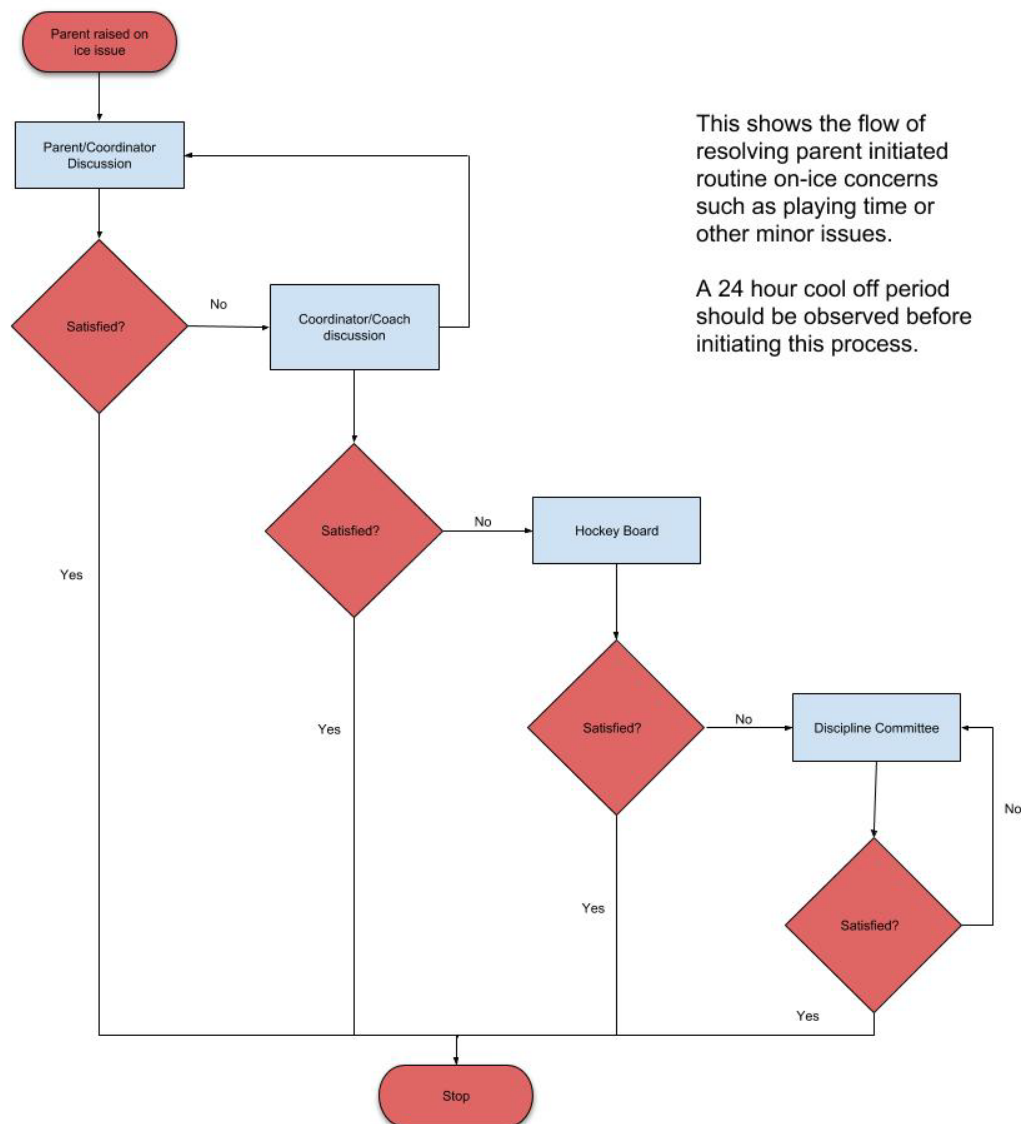 Parent raised on
ice issue
Parent/Coordinator
Discussion
This shows the flow of
resolving parent initiated
routine on-ice concerns
such as playing time or
other minor issues.
A 24 hour cool off period
should be observed before
initiating this process.
Satisfied?
No
Coordinator/Coach
discussion
Yes
Satisfied?
No
Hockey Board
Yes
Satisfied?
No
Discipline Committee
No
Yes
Satisfied?
Yes
Stop